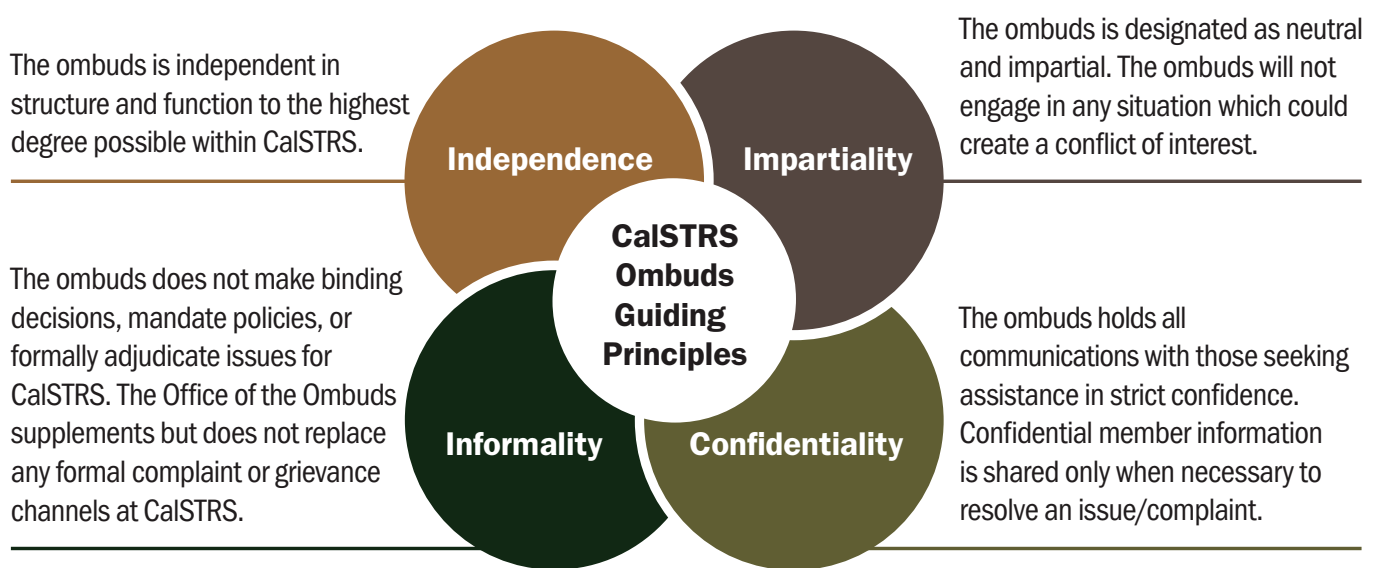 The ombuds is independent in
structure and function to the highest
degree possible within CalSTRS.
Independence
Impartiality
The ombuds is designated as neutral
and impartial. The ombuds will not
engage in any situation which could
create a conflict of interest.
CalSTRS
Ombuds
Guiding
Principles
The ombuds does not make binding
decisions, mandate policies, or
formally adjudicate issues for
CalSTRS. The Office of the Ombuds
supplements but does not replace
any formal complaint or grievance
channels at CalSTRS.
Informality
Confidentiality
The ombuds holds all
communications with those seeking
assistance in strict confidence.
Confidential member information
is shared only when necessary to
resolve an issue/complaint.